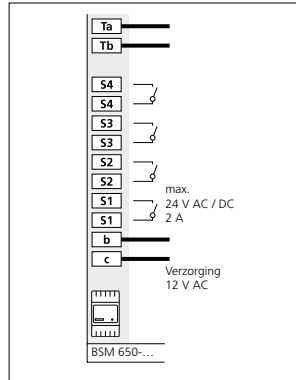 Ta
Tb
S4
S4
S3
S3
S2
S2
max.
S1
24 V AC / DC
S1
2 A
b
c
Verzorging
12 V AC
BSM 650-...